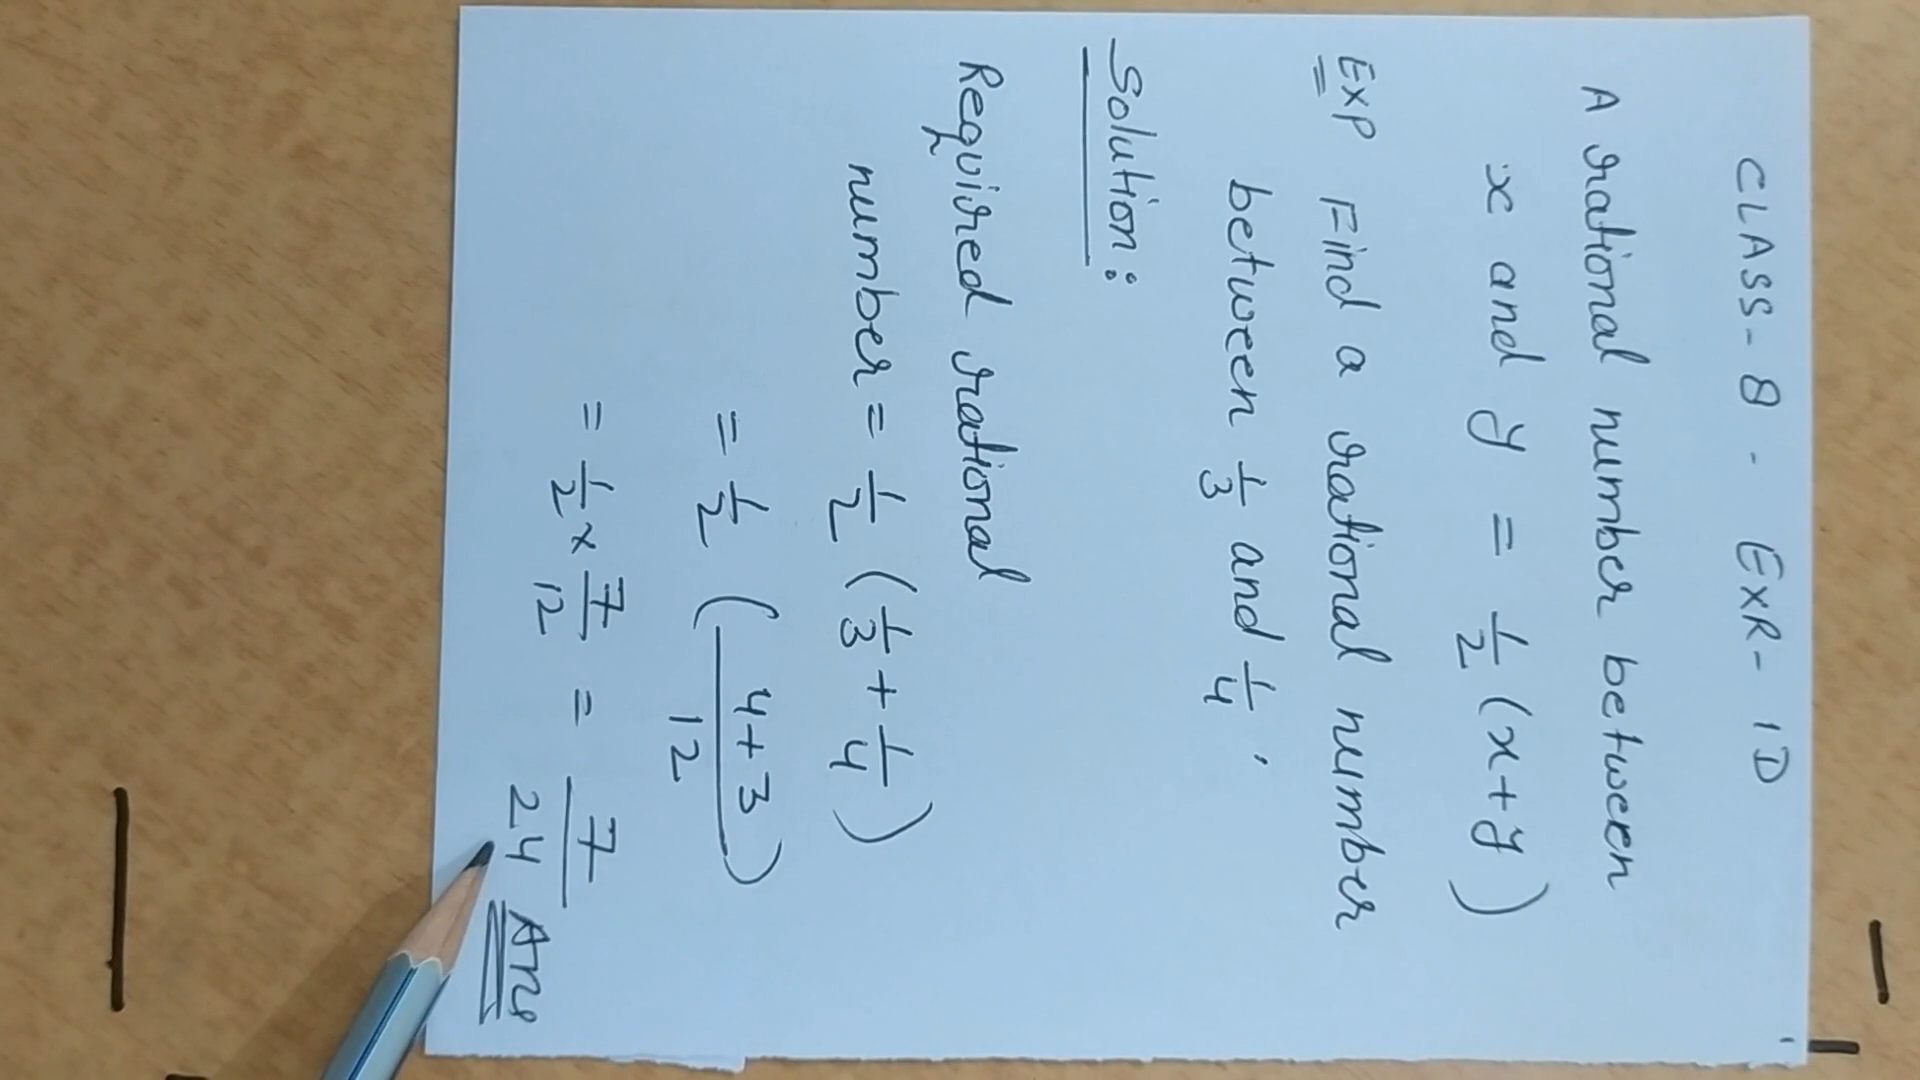 CLASS-8 - EXR-1D
A rational number between
x and y = 1/2 (x+y)
EXP Find a rational number
between 1/3 and 1/4 .
Solution:
Required rational
number = 1/2 (1/3 + 1/4)
= 1/2 (4+3/12)
= 1/2 × 7/12 = 7/24 Ans